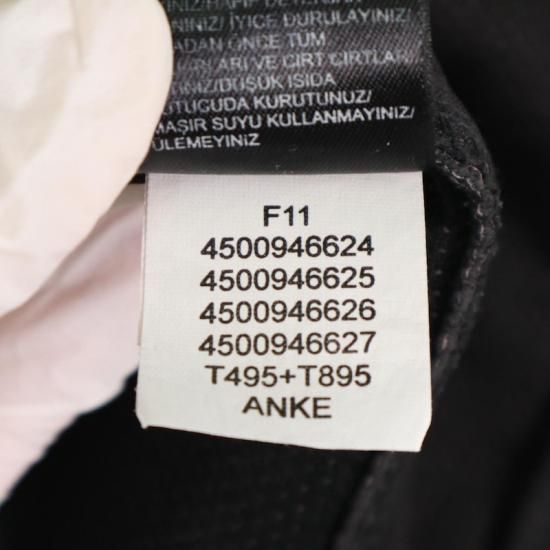 İYİCE DURULAYINIZ/
ÖNCE TÜM
VE CIRT CIRTLAR
DÜŞÜK ISIDA
KURUTUNUZ/
SUYU KULLANMAYINIZ/
F11
4500946624
4500946625
4500946626
4500946627
T495+T895
ANKE